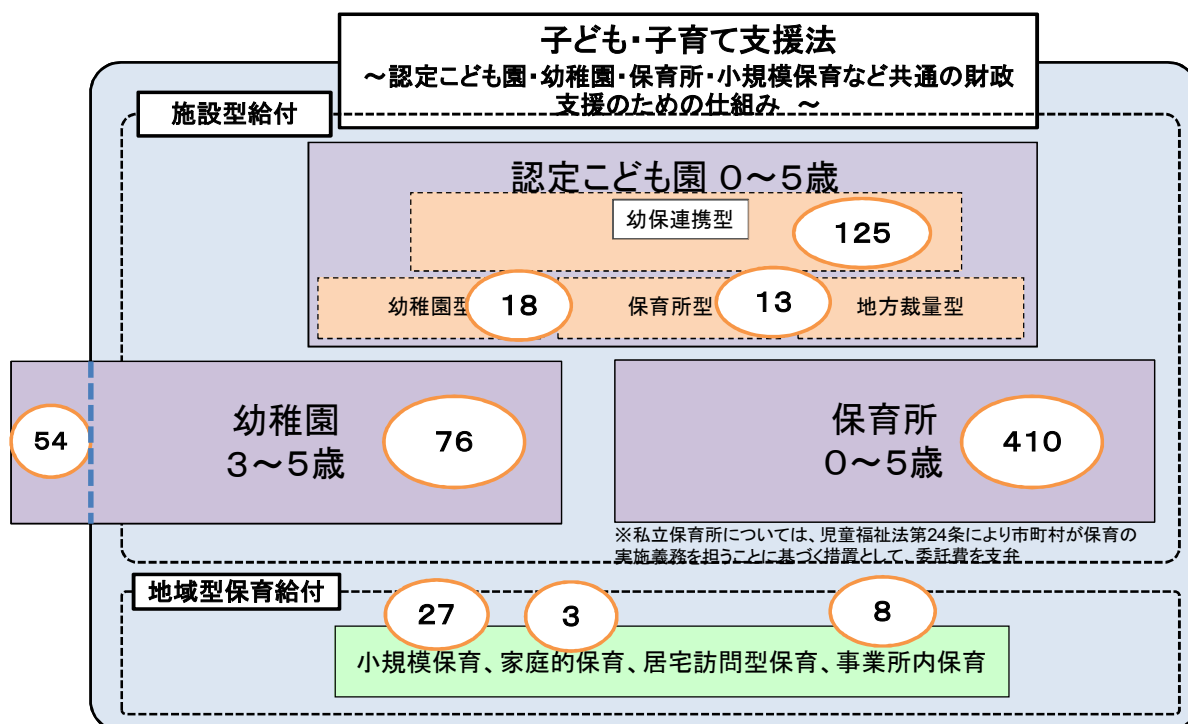 子ども・子育て支援法
～認定こども園・幼稚園・保育所・小規模保育など共通の財政
支援のための仕組み ～
施設型給付
認定こども園 0～5歳
幼保連携型
125
幼稚園型
18
保育所型
13
地方裁量型
54
幼稚園
3～5歳
76
保育所
0～5歳
410
※私立保育所については、児童福祉法第24条により市町村が保育の
実施義務を担うことに基づく措置として、委託費を支弁
地域型保育給付
27
3
8
小規模保育、家庭的保育、居宅訪問型保育、事業所内保育